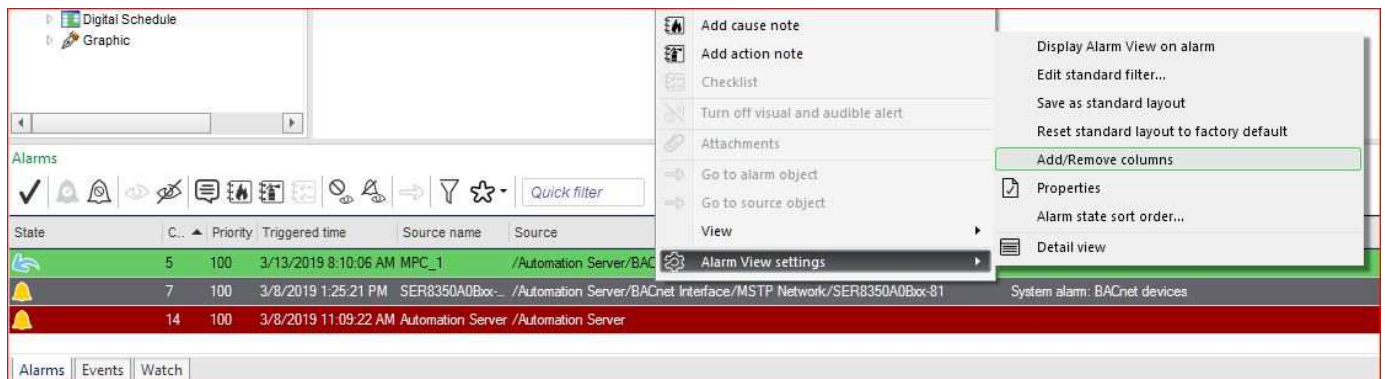 Digital Schedule
Graphic
Add cause note
Add action note
Checklist
Turn off visual and audible alert
Attachments
Go to alarm object
Go to source object
View
Alarm View settings
Display Alarm View on alarm
Edit standard filter...
Save as standard layout
Reset standard layout to factory default
Add/Remove columns
Properties
Alarm state sort order...
Detail view
Alarms
Quick filter
State C.. Priority Triggered time Source name Source
5 100 3/13/2019 8:10:06 AM MPC_1 /Automation Server/BAC
7 100 3/8/2019 1:25:21 PM SER8350A0Bxx-... /Automation Server/BACnet Interface/MSTP Network/SER8350A0Bxx-81 System alarm: BACnet devices
14 100 3/8/2019 11:09:22 AM Automation Server /Automation Server
Alarms Events Watch